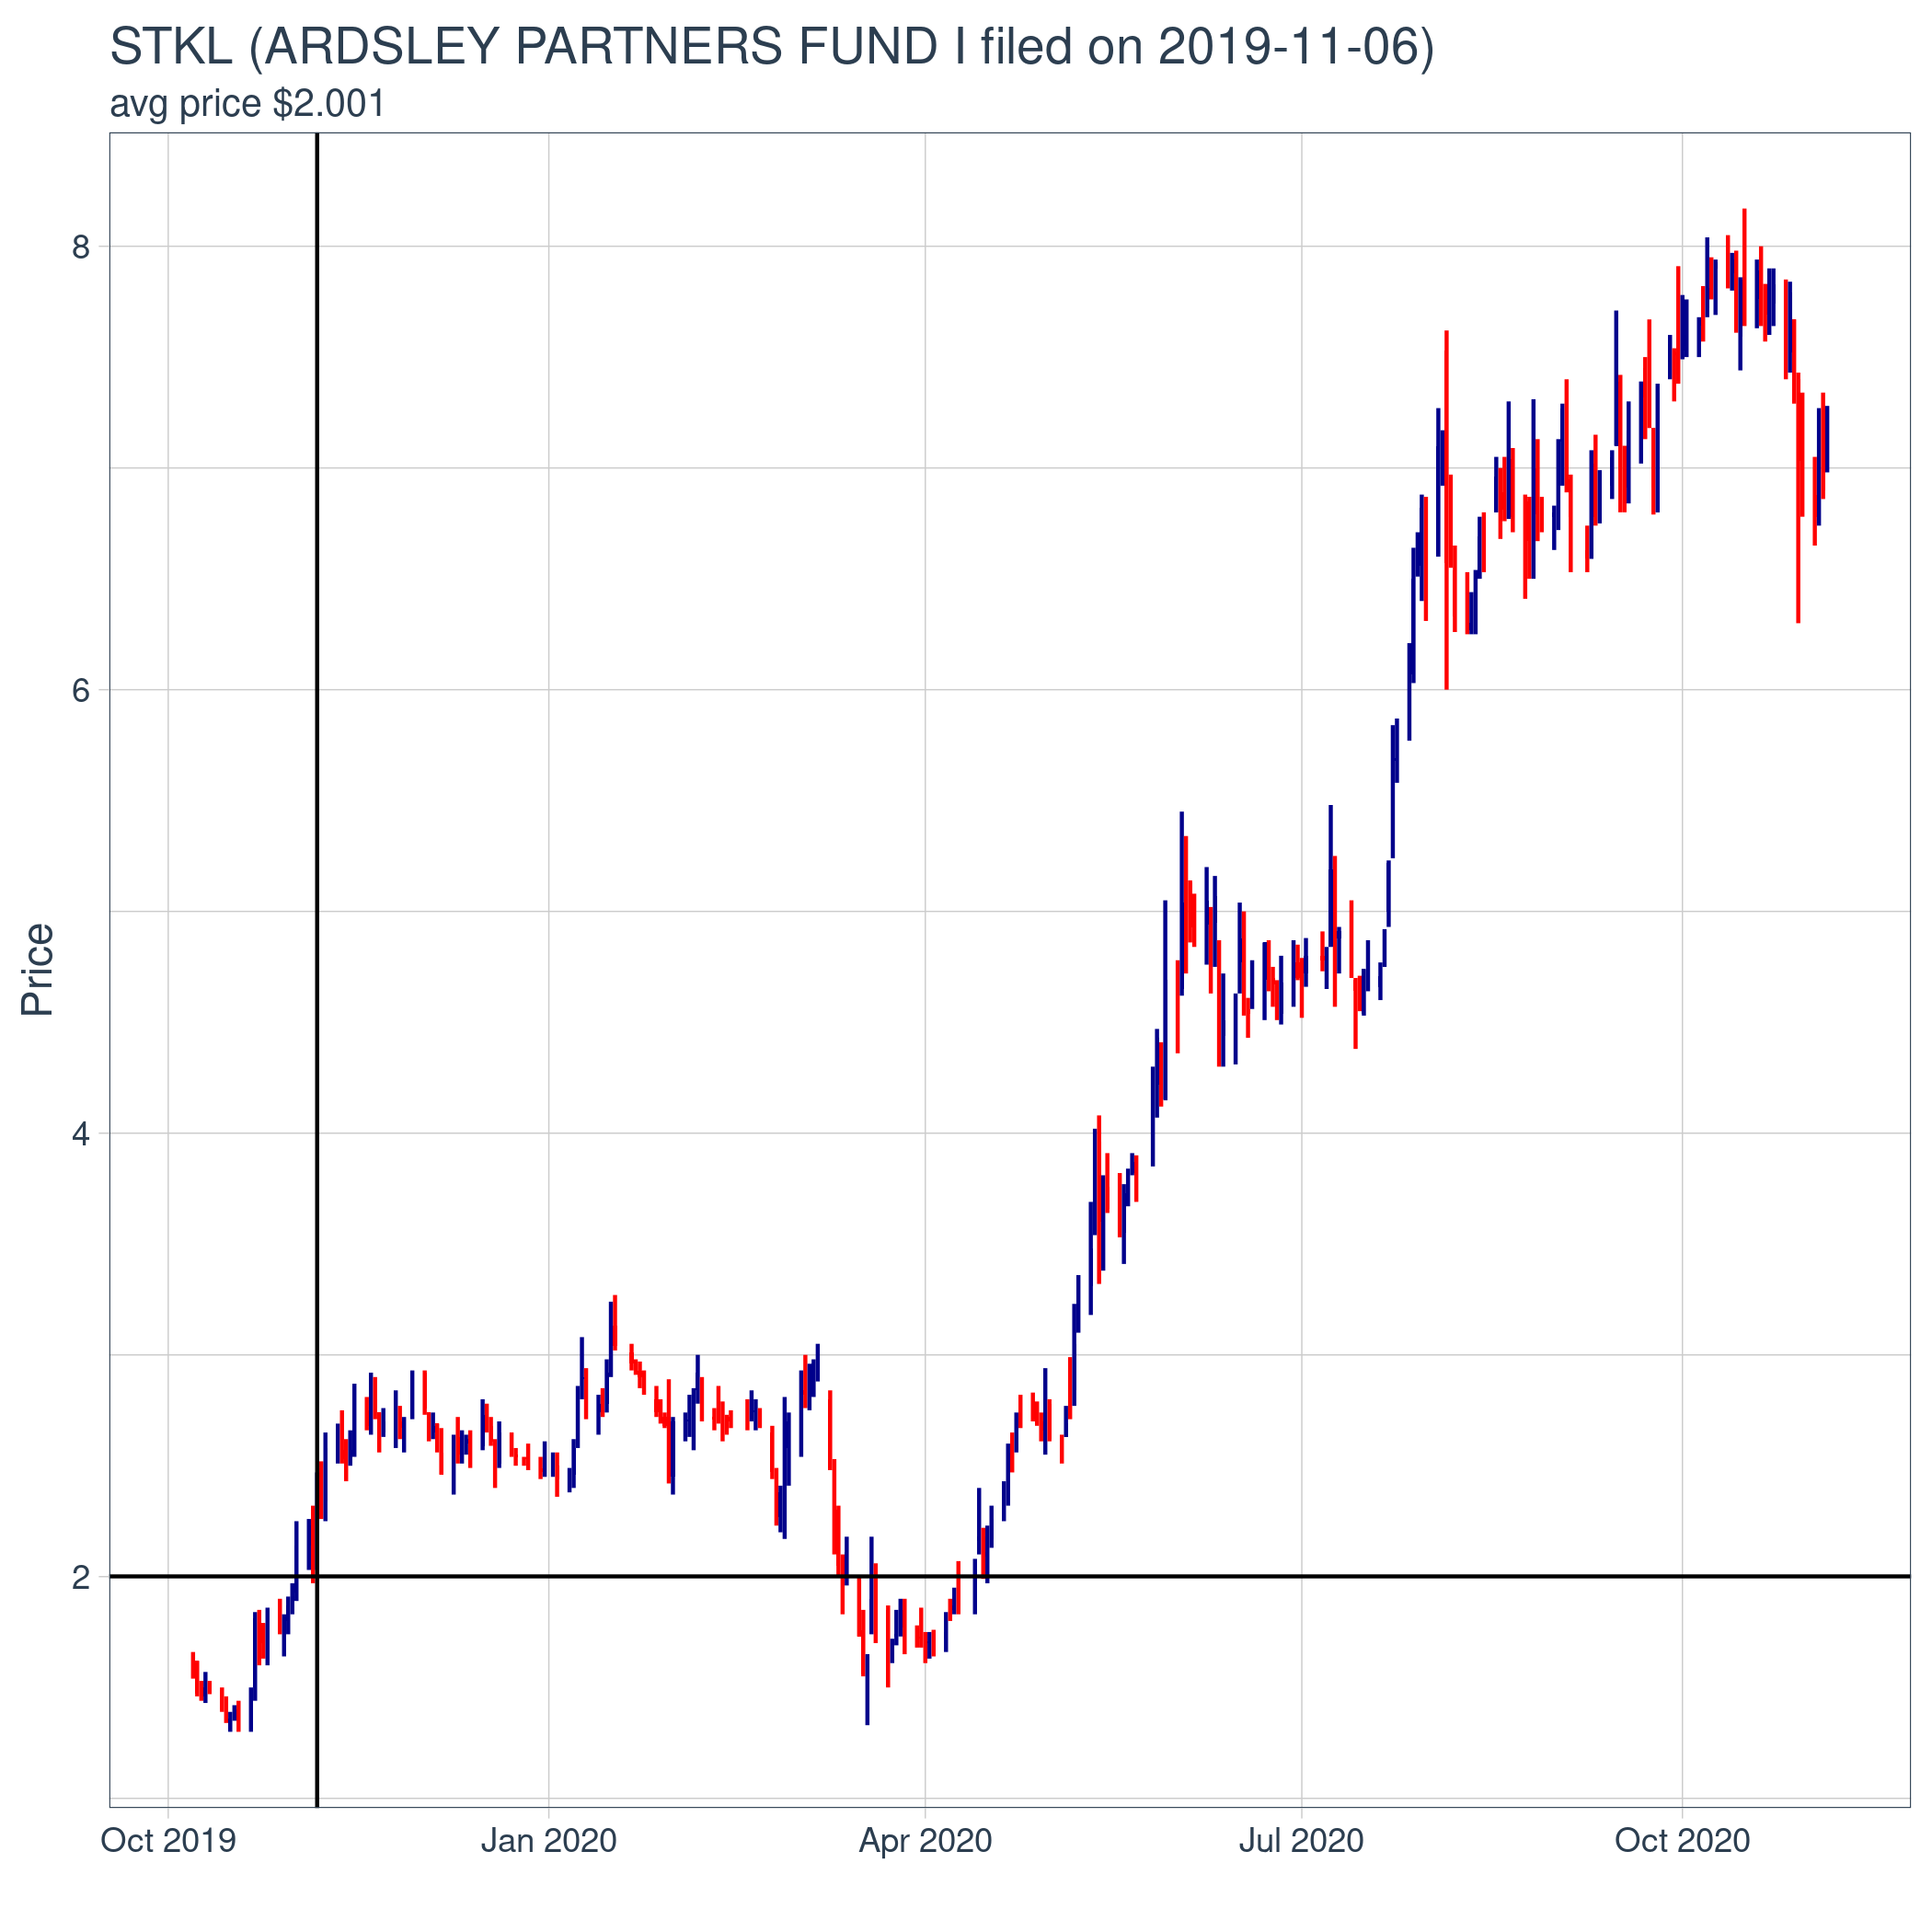 STKL (ARDSLEY PARTNERS FUND I filed on 2019-11-06)
avg price $2.001
8
6
4
2
Price
Oct 2019 Jan 2020 Apr 2020 Jul 2020 Oct 2020